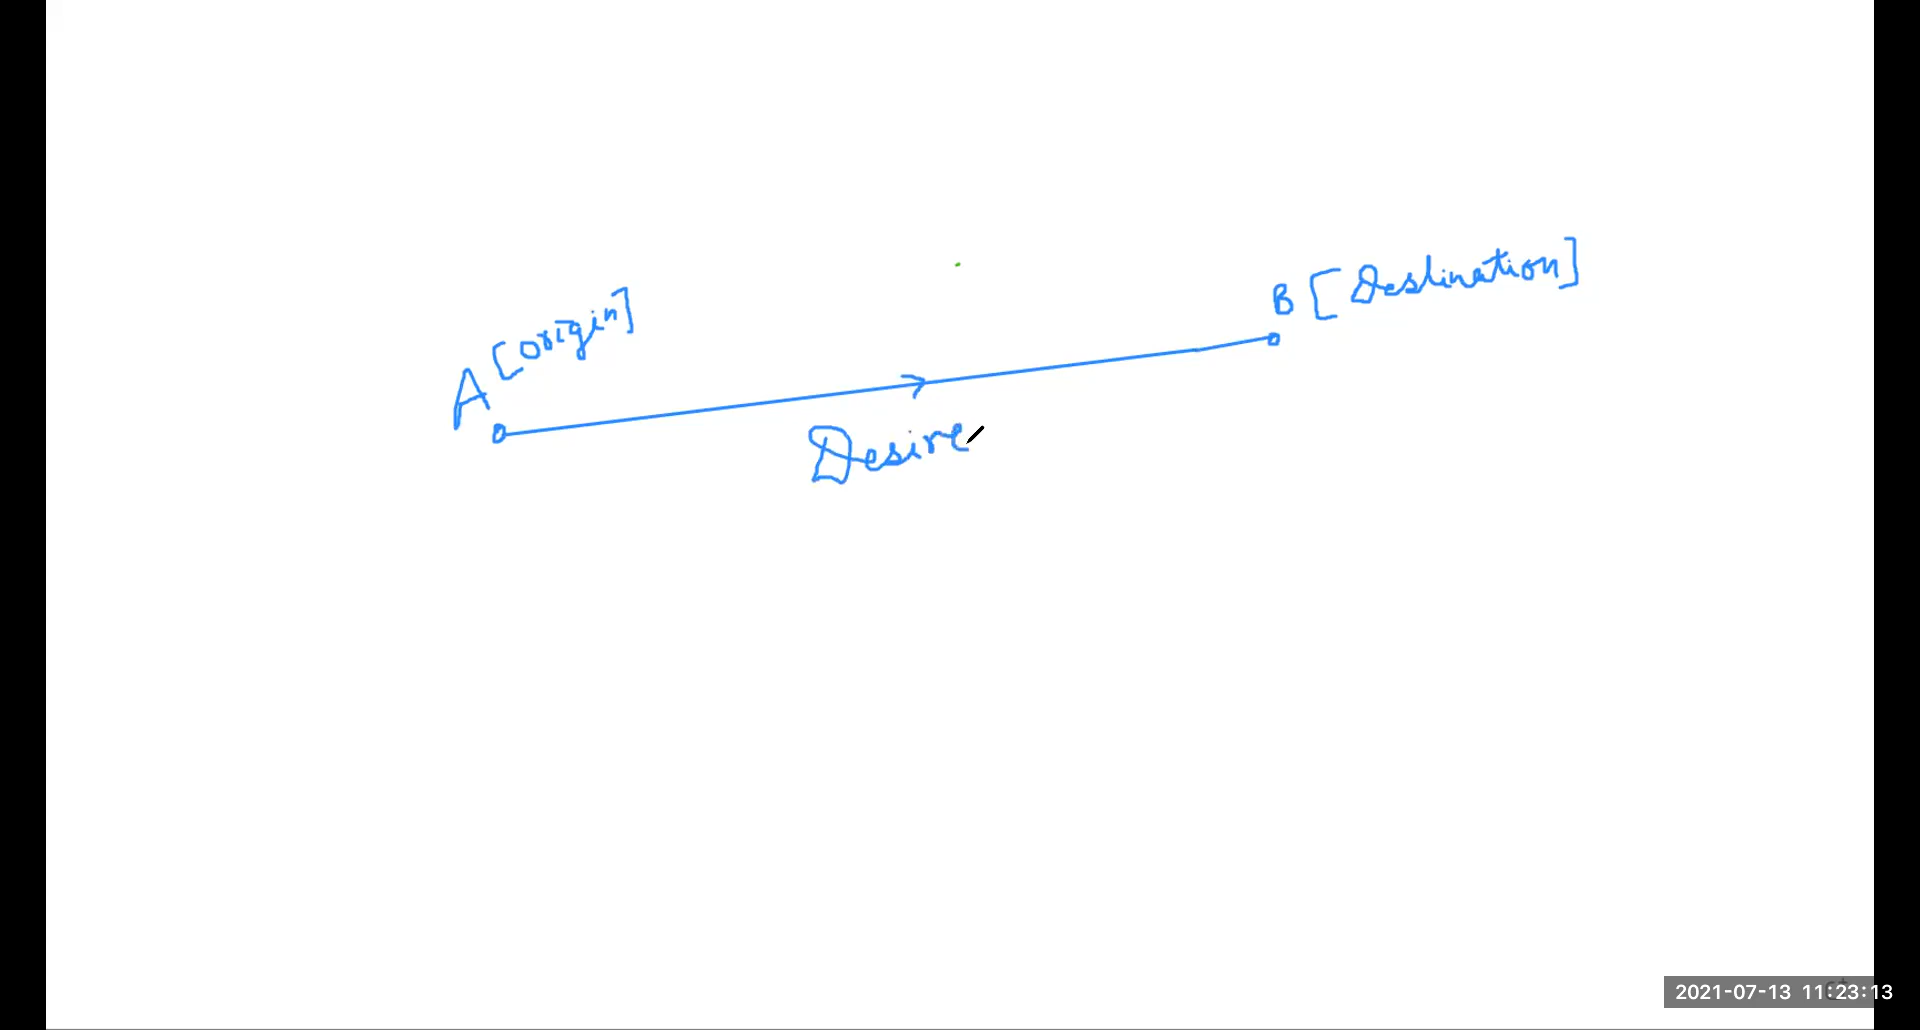 A [origin]
B [Destination]
Desire
2021-07-13 11:23:13